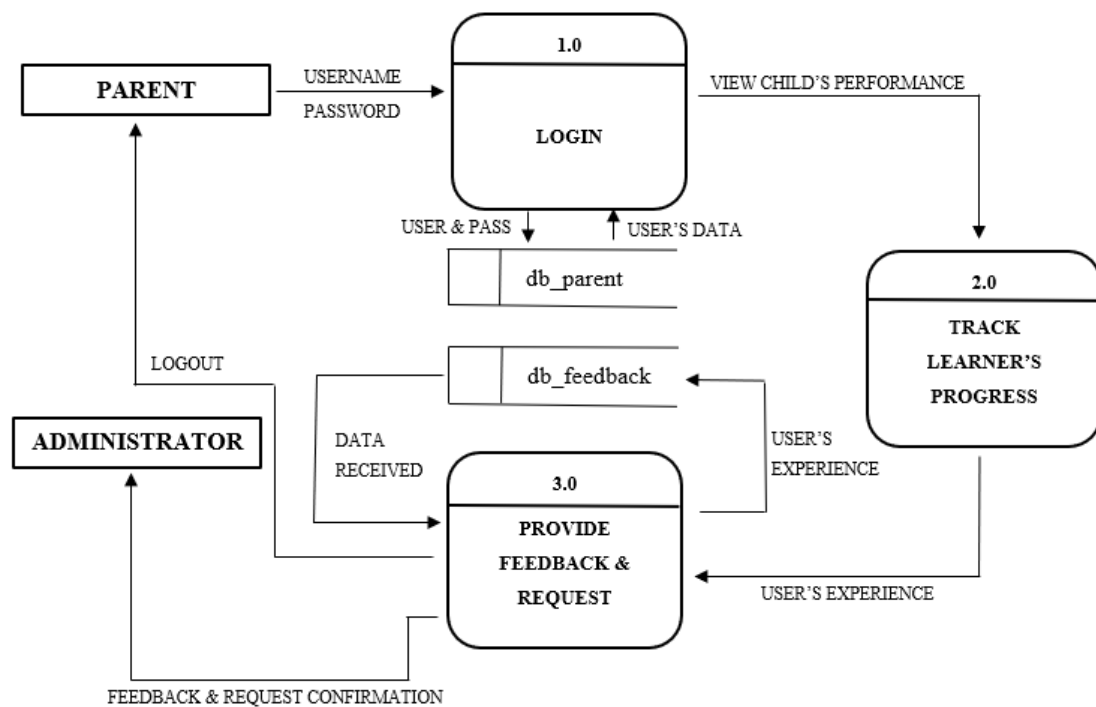 1.0
PARENT
USERNAME
PASSWORD
VIEW CHILD'S PERFORMANCE
LOGIN
USER & PASS
USER'S DATA
db_parent
2.0
TRACK
LEARNER'S
PROGRESS
LOGOUT
db_feedback
ADMINISTRATOR
DATA
RECEIVED
USER'S
EXPERIENCE
3.0
PROVIDE
FEEDBACK &
REQUEST
USER'S EXPERIENCE
FEEDBACK & REQUEST CONFIRMATION